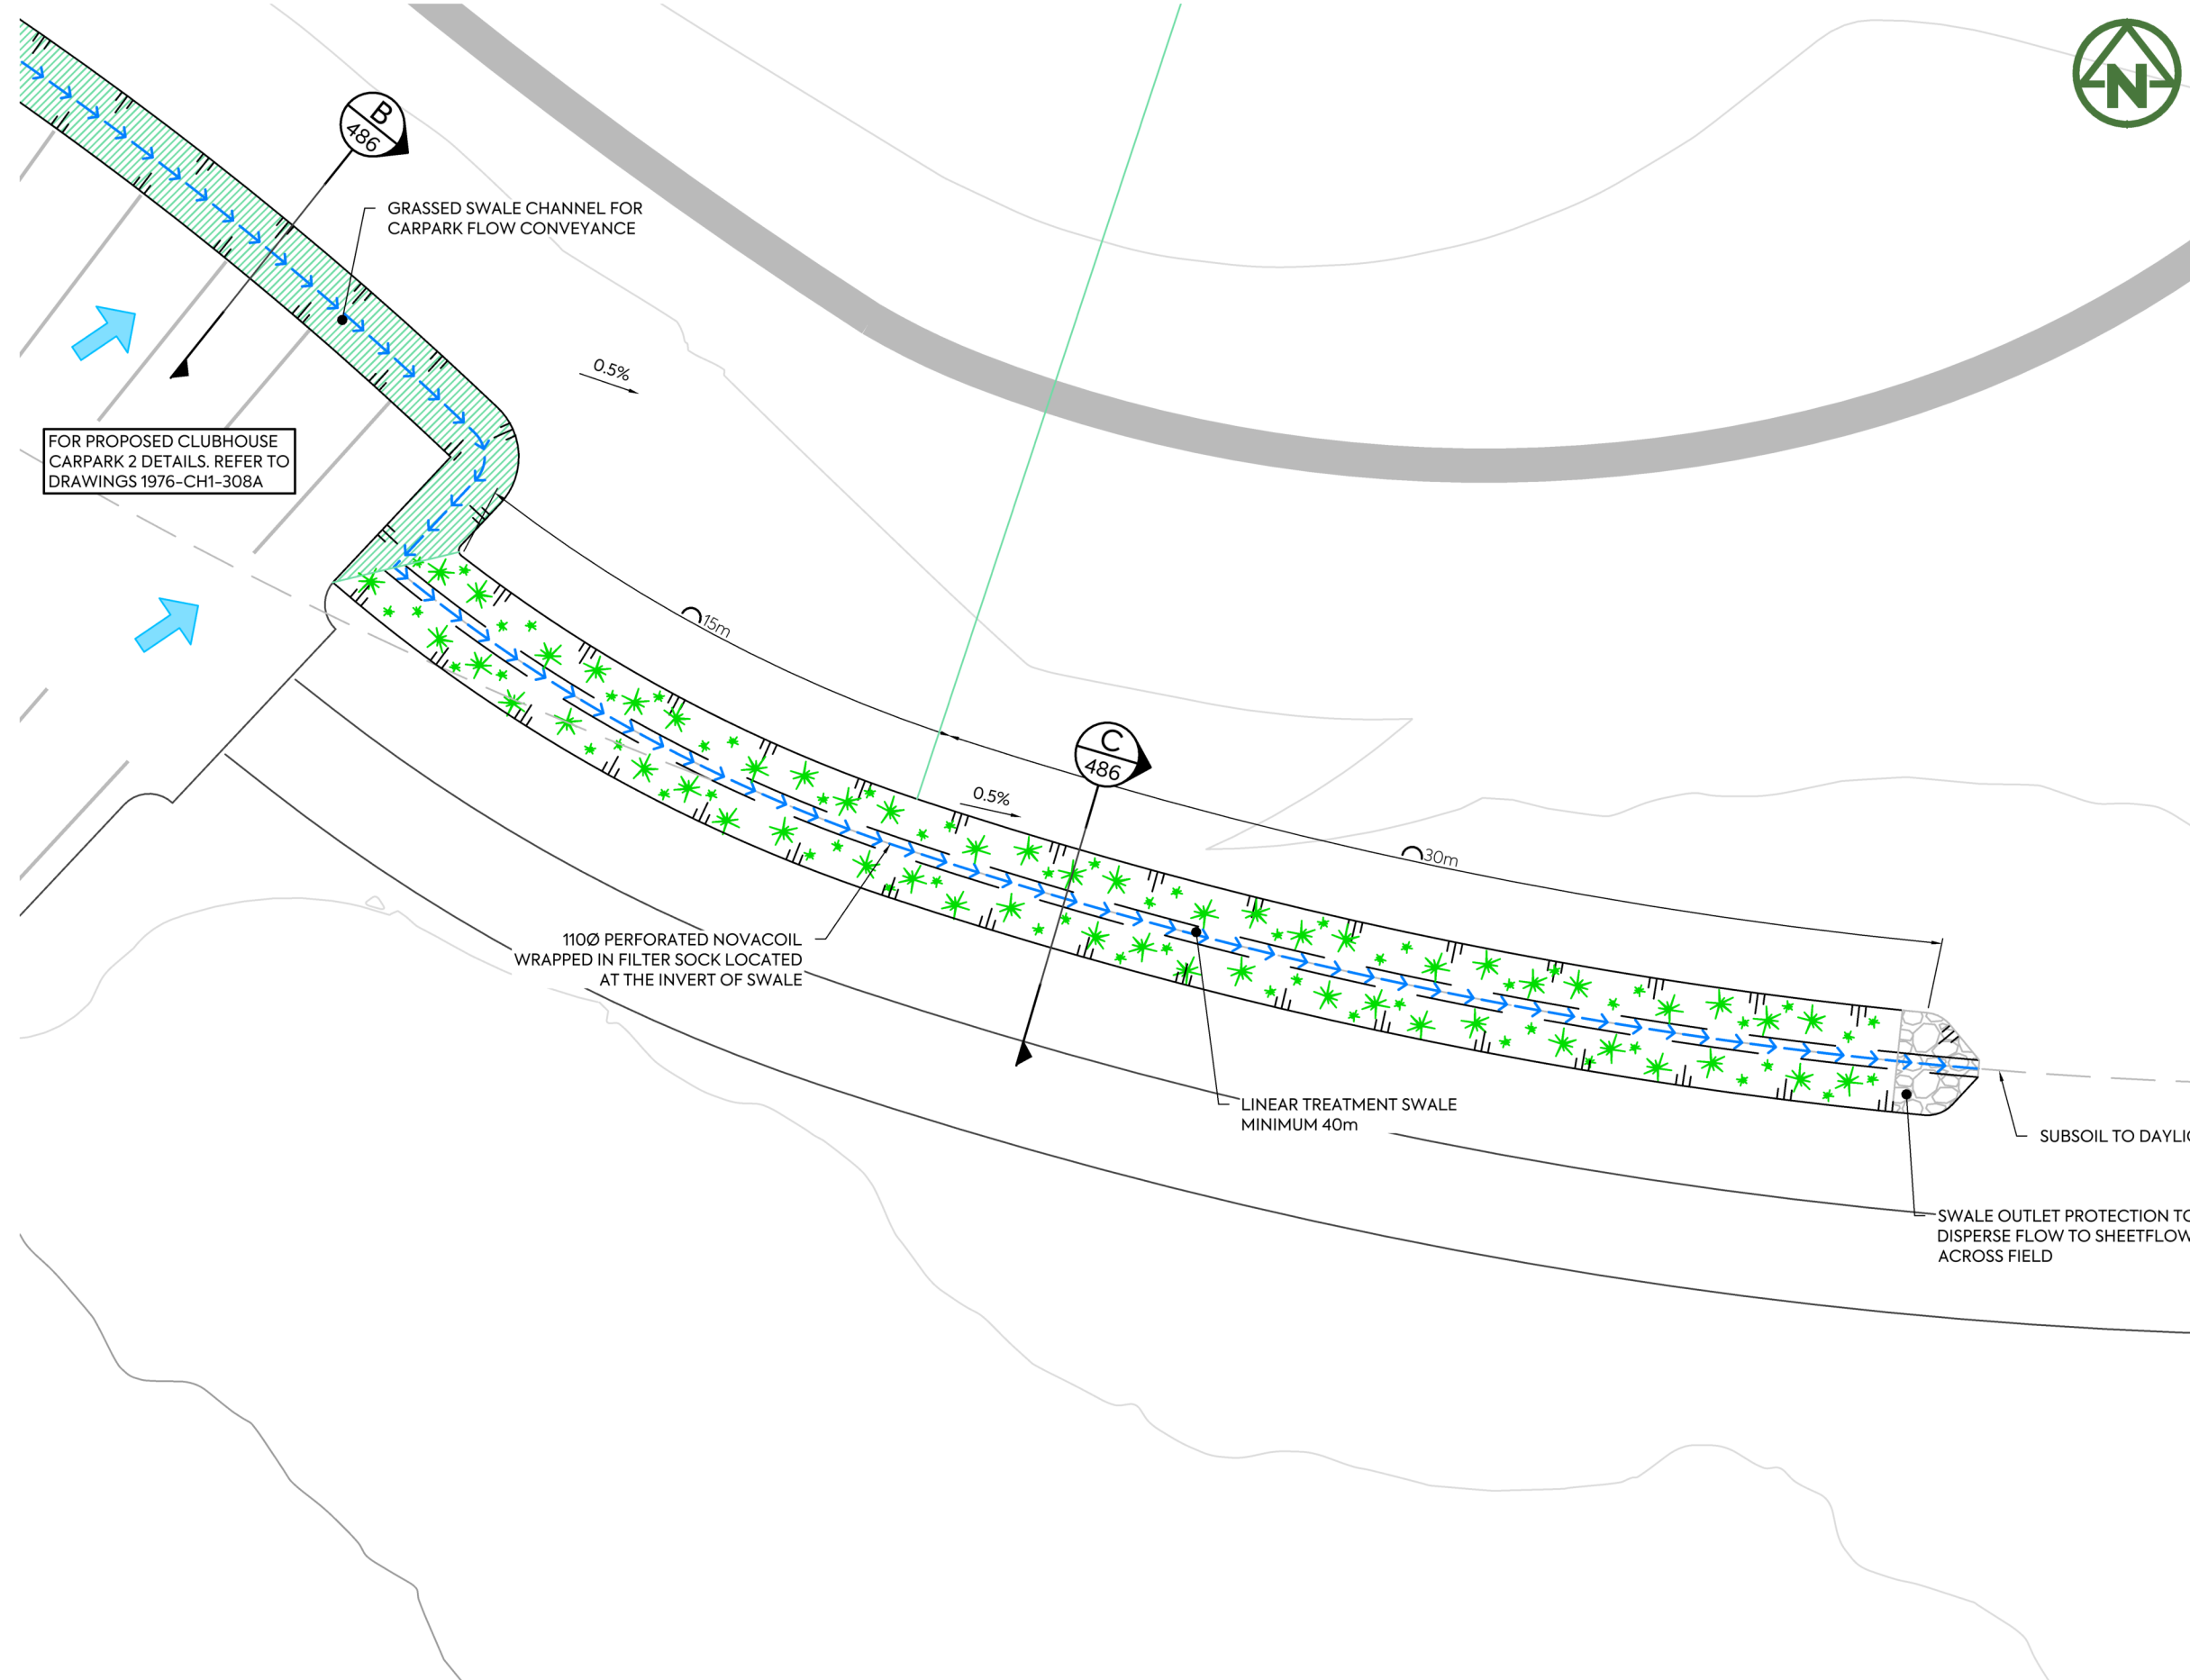 N
B
486
GRASSED SWALE CHANNEL FOR
CARPARK FLOW CONVEYANCE
0.5%
FOR PROPOSED CLUBHOUSE
CARPARK 2 DETAILS. REFER TO
DRAWINGS 1976-CH1-308A
15m
C
486
0.5%
30m
110Ø PERFORATED NOVACOIL
WRAPPED IN FILTER SOCK LOCATED
AT THE INVERT OF SWALE
LINEAR TREATMENT SWALE
MINIMUM 40m
SUBSOIL TO
SWALE OUTLET PROTECTION TO
DISPERSE FLOW TO SHEETFLOW
ACROSS FIELD